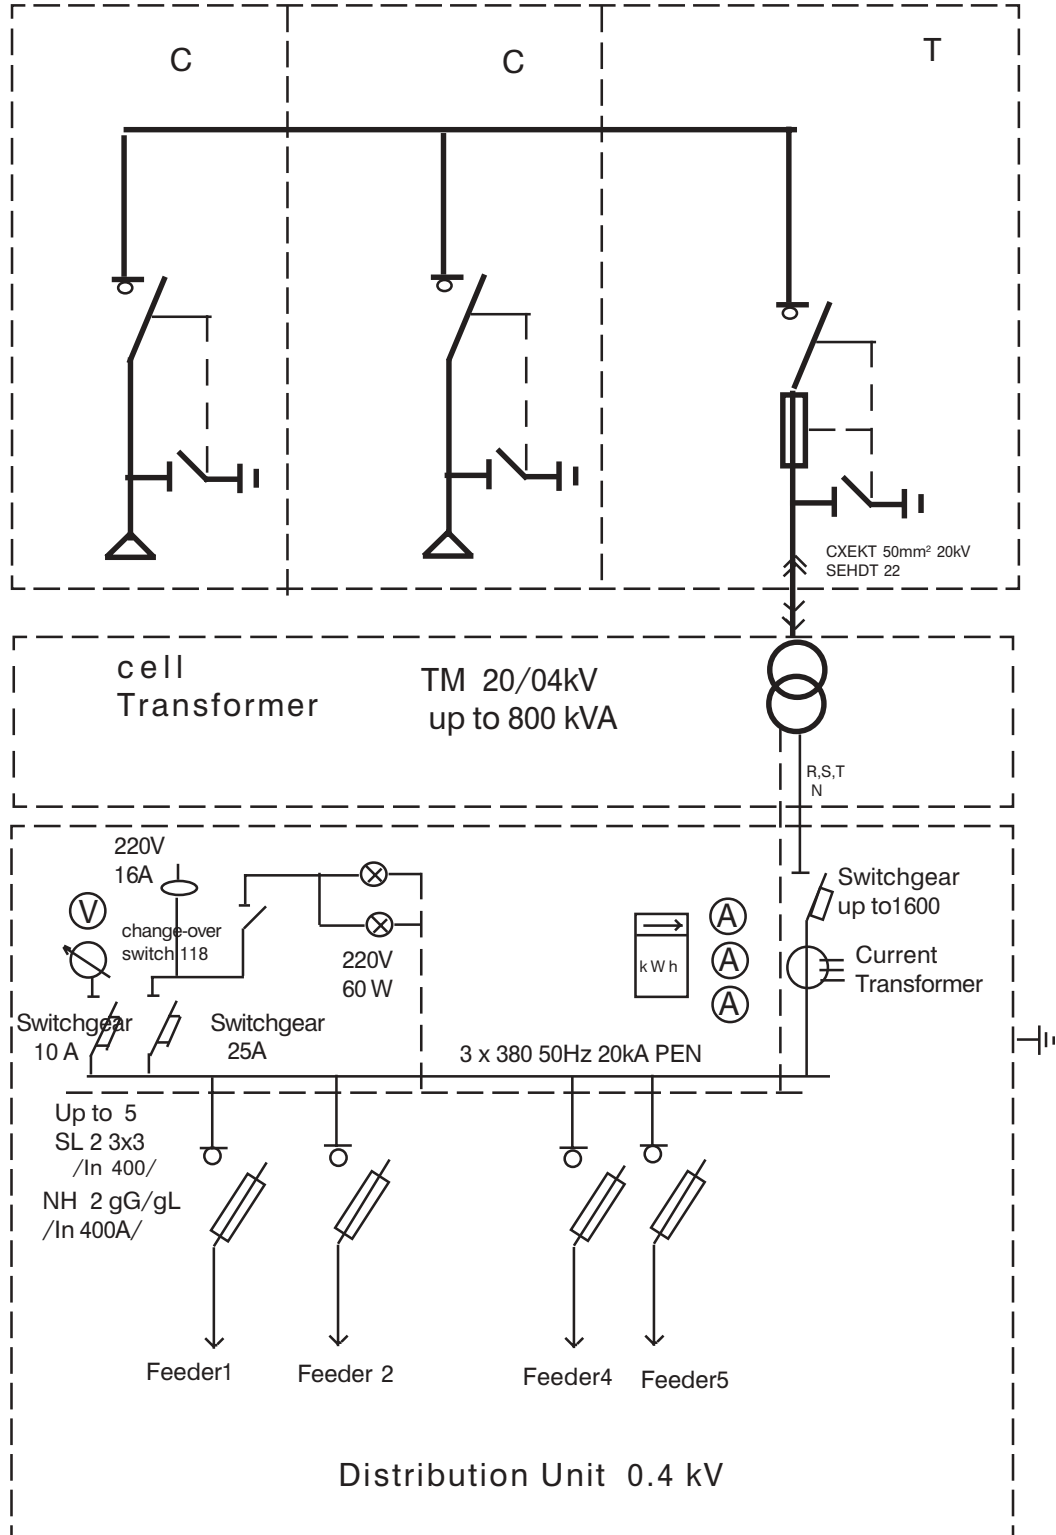 C
C
T
CXEKT 50mm² 20kV
SEHDT 22
cell
Transformer
TM 20/04kV
up to 800 kVA
R,S,T
N
220V
16A
V
change-over
switch 118
220V
60 W
kWh
A
A
A
Switchgear
up to1600
Current
Transformer
Switchgear
10 A
Switchgear
25A
3 x 380 50Hz 20kA PEN
Up to 5
SL 2 3x3
/In 400/
NH 2 gG/gL
/In 400A/
Feeder1
Feeder 2
Feeder4
Feeder5
Distribution Unit 0.4 kV